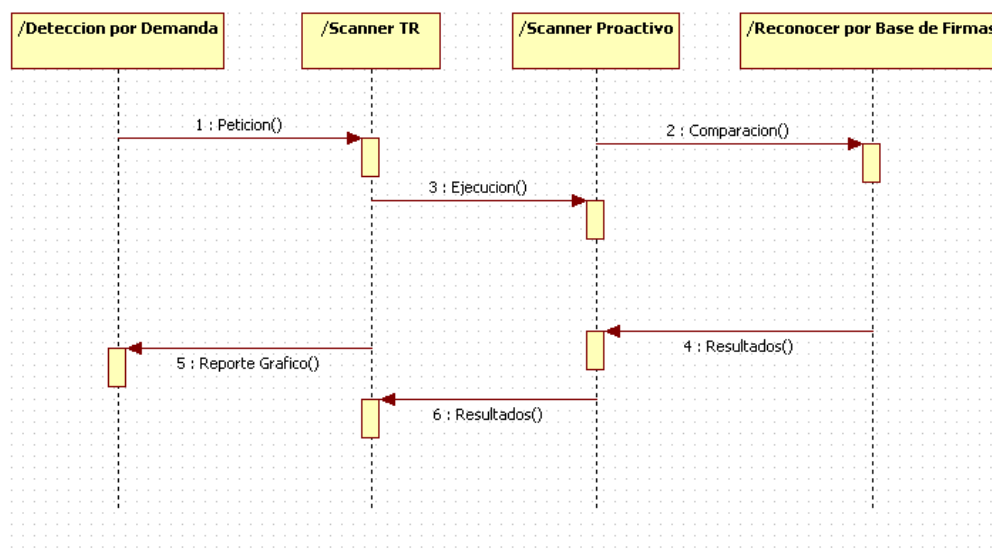 /Deteccion por Demanda
/Scanner TR
/Scanner Proactivo
/Reconocer por Base de Firmas
1 : Peticion()
2 : Comparacion()
3 : Ejecucion()
4 : Resultados()
5 : Reporte Grafico()
6 : Resultados()